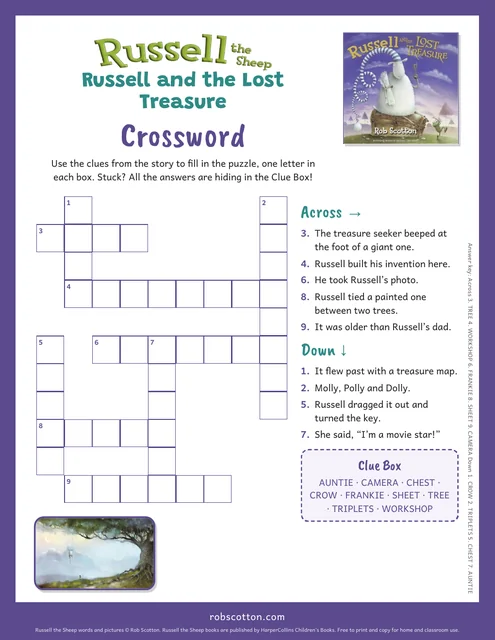 Russell the Sheep
Russell and the Lost
Treasure
Crossword
Use the clues from the story to fill in the puzzle, one letter in
each box. Stuck? All the answers are hiding in the Clue Box!
Russell and the LOST TREASURE
Rob Scotton
1
2
3
4
5
6
7
8
9
Across →
3. The treasure seeker beeped at
the foot of a giant one.
4. Russell built his invention here.
6. He took Russell's photo.
8. Russell tied a painted one
between two trees.
9. It was older than Russell's dad.
Down ↓
1. It flew past with a treasure map.
2. Molly, Polly and Dolly.
5. Russell dragged it out and
turned the key.
7. She said, “I'm a movie star!”
Clue Box
AUNTIE · CAMERA · CHEST ·
CROW · FRANKIE · SHEET · TREE
· TRIPLETS · WORKSHOP
Answer key: Across 3. TREE 4. WORKSHOP 6. FRANKIE 8. SHEET 9. CAMERA Down 1. CROW 2. TRIPLETS 5. CHEST 7. AUNTIE
robscotton.com
Russell the Sheep words and pictures © Rob Scotton. Russell the Sheep books are published by HarperCollins Children's Books. Free to print and copy for home and classroom use.